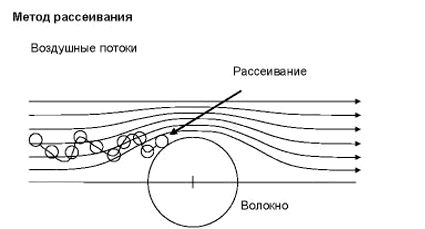 Метод рассеивания
Воздушные потоки
Рассеивание
Волокно